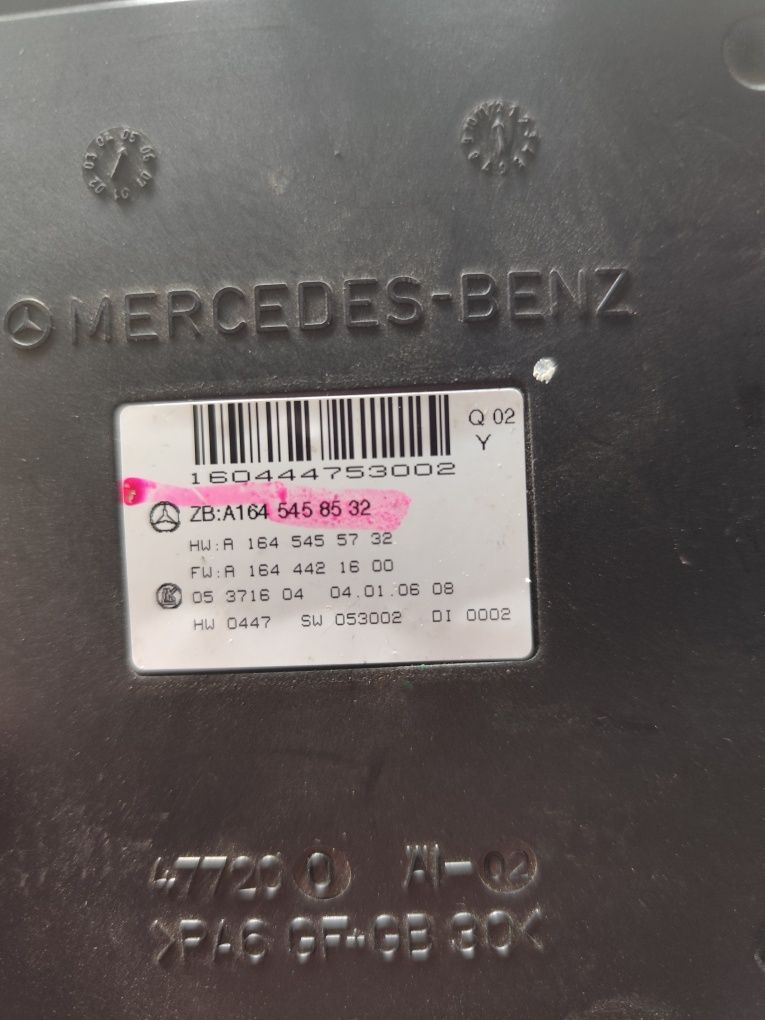 MERCEDES-BENZ
Q 02
Y
160444753002
ZB:A164 545 85 32
HW:A 164 545 57 32
FW:A 164 442 16 00
05 3716 04 04.01.06 08
HW 0447 SW 053002 DI 0002
47720 0 AI-02
>PA6 GF+GB 30<